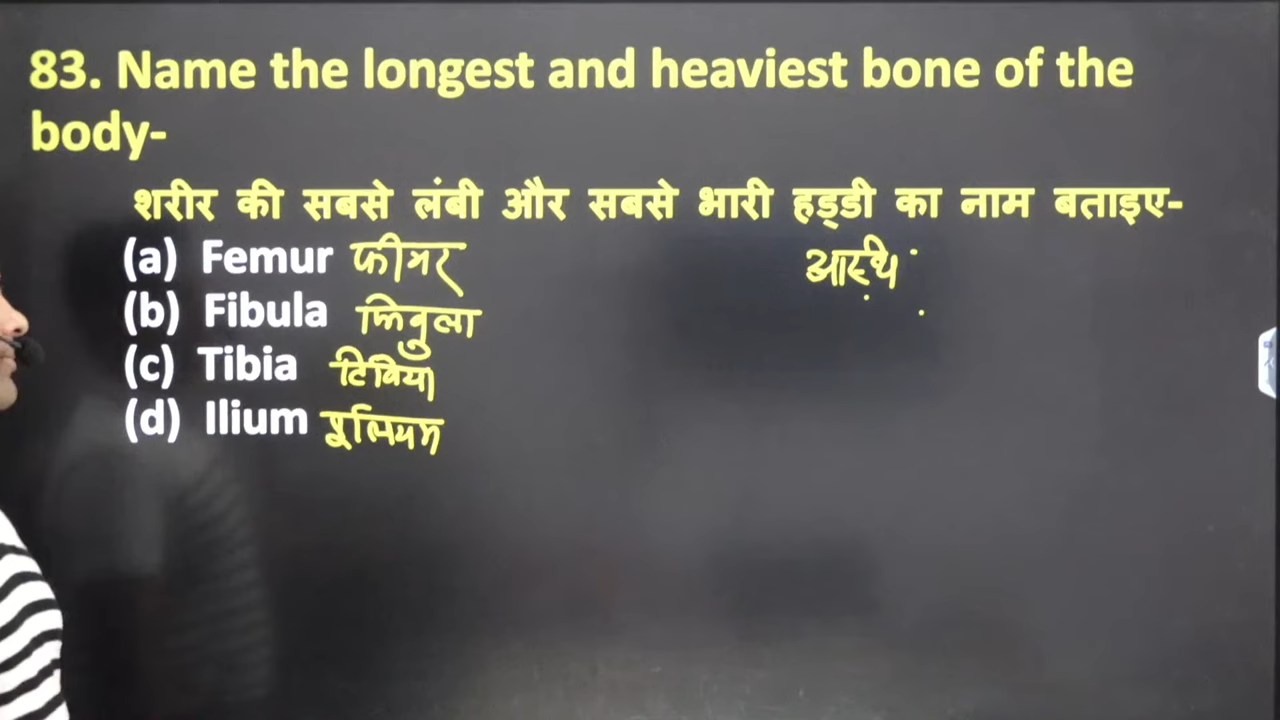 83. Name the longest and heaviest bone of the
body-
शरीर की सबसे लंबी और सबसे भारी हड्डी का नाम बताइए-
(a) Femur फीमर
अस्थि
(b) Fibula फिबुला
(c) Tibia टिबिया
(d) Ilium इलियम